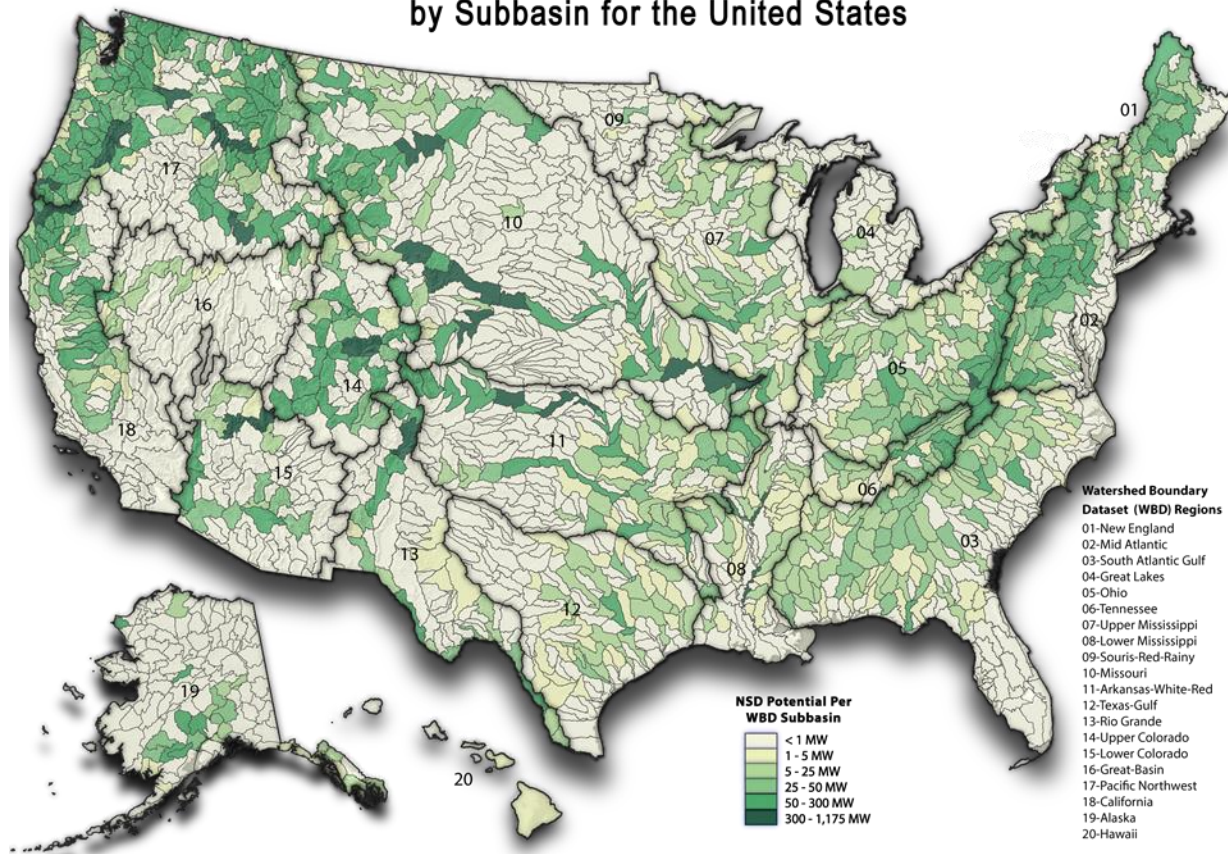 by Subbasin for the United States
01
09
17
10
07
04
16
02
05
14
18
11
15
06
03
13
08
12
19
20
NSD Potential Per
WBD Subbasin
< 1 MW
1 - 5 MW
5 - 25 MW
25 - 50 MW
50 - 300 MW
300 - 1,175 MW
Watershed Boundary
Dataset (WBD) Regions
01-New England
02-Mid Atlantic
03-South Atlantic Gulf
04-Great Lakes
05-Ohio
06-Tennessee
07-Upper Mississippi
08-Lower Mississippi
09-Souris-Red-Rainy
10-Missouri
11-Arkansas-White-Red
12-Texas-Gulf
13-Rio Grande
14-Upper Colorado
15-Lower Colorado
16-Great-Basin
17-Pacific Northwest
18-California
19-Alaska
20-Hawaii